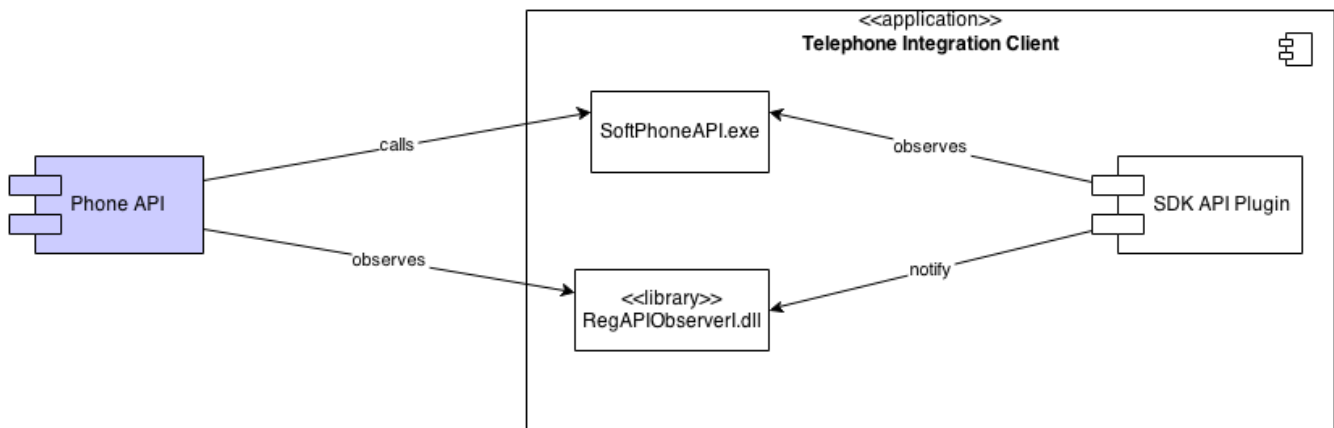 <<application>>
Telephone Integration Client
SoftPhoneAPI.exe
calls
observes
Phone API
SDK API Plugin
observes
notify
<<library>>
RegAPIObserverI.dll